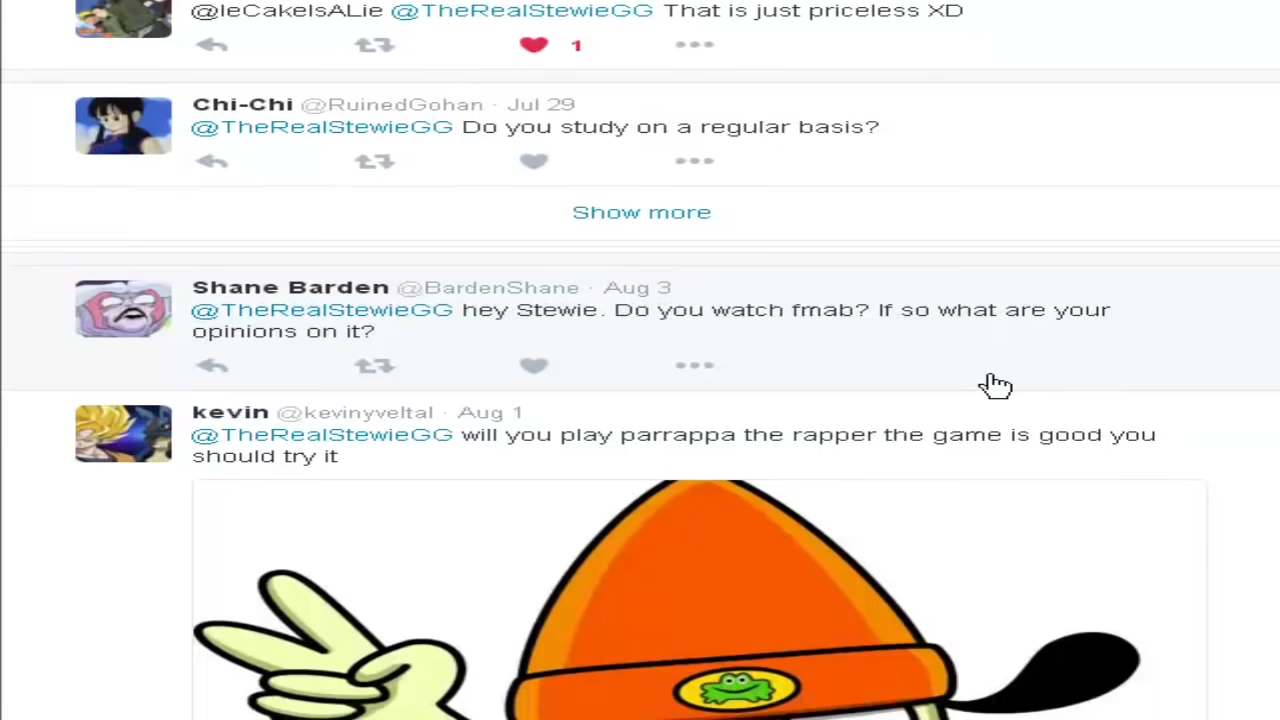 @leCakeIsALie @TheRealStewieGG That is just priceless XD
1
Chi-Chi @RuinedGohan · Jul 29
@TheRealStewieGG Do you study on a regular basis?
Show more
Shane Barden @BardenShane · Aug 3
@TheRealStewieGG hey Stewie. Do you watch fmab? If so what are your
opinions on it?
kevin @kevinyveltal · Aug 1
@TheRealStewieGG will you play parrappa the rapper the game is good you
should try it